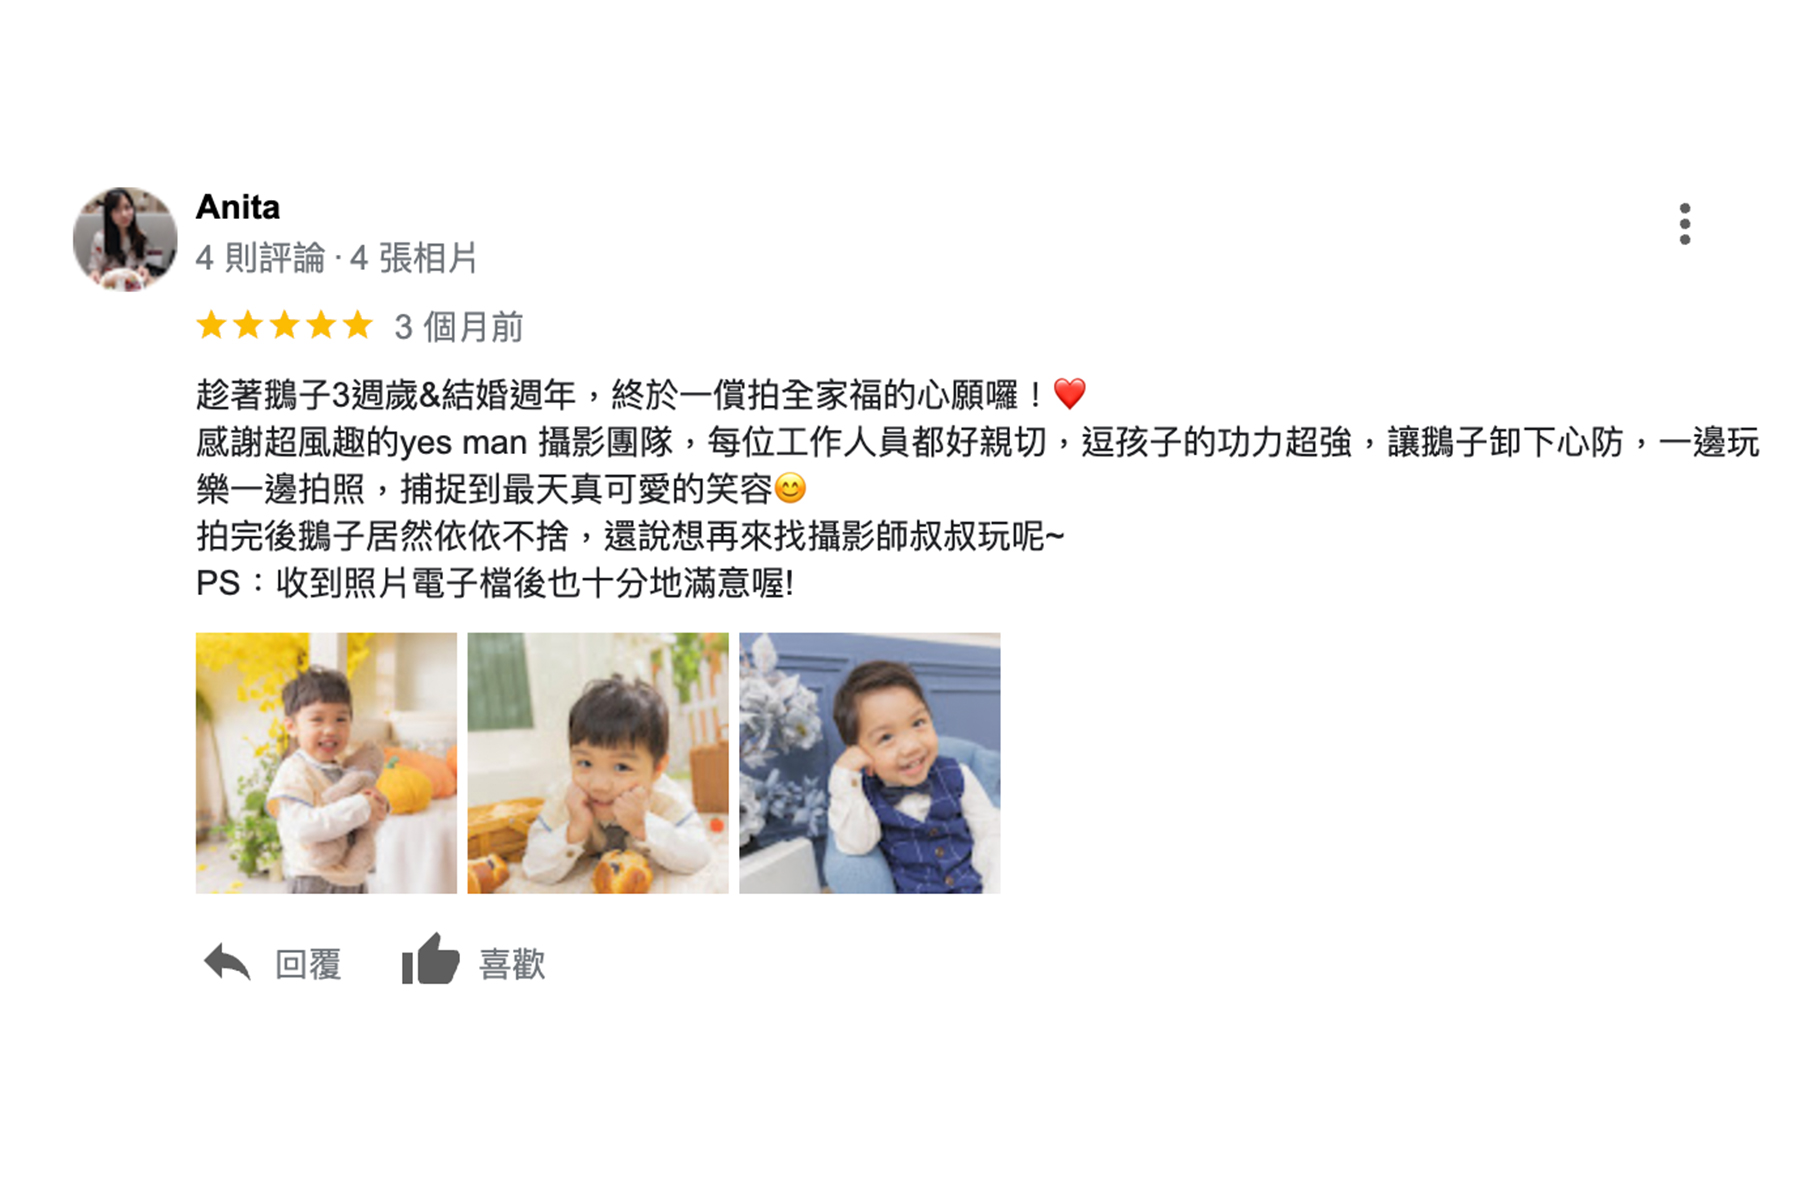 Anita
4 則評論 · 4 張相片
3 個月前
趁著鵝子3週歲&結婚週年，終於一償拍全家福的心願囉！❤️
感謝超風趣的yes man 攝影團隊，每位工作人員都好親切，逗孩子的功力超強，讓鵝子卸下心防，一邊玩
樂一邊拍照，捕捉到最天真可愛的笑容😊
拍完後鵝子居然依依不捨，還說想再來找攝影師叔叔玩呢~
PS：收到照片電子檔後也十分地滿意喔!
回覆 喜歡